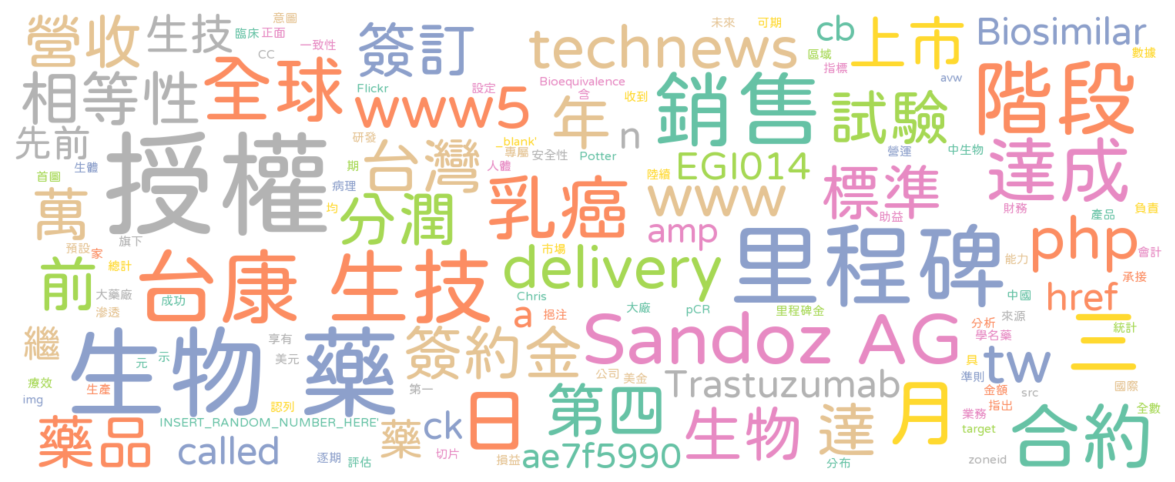 意圖
營收
生技
臨床
正面
一致性
CC
簽訂
technews
未來
可期
cb
上市
Biosimilar
區域
指標
數據
avw
相等性
全球
Flickr
www5
設定
Bioequivalence
含
收到
年
n
銷售
試驗
階段
先前
授權
研發
_blank'
專屬
安全性
Potter
營運
中生物
生體
首圖
期
台灣
人體
陸續
EGI014
達成
病理
萬
均
分潤
乳癌
www
標準
助益
財務
產品
負責
旗下
預設
家
總計
amp
里程碑
php
會計
市場
前
台康
生技
delivery
能力
中國
承接
大藥廠
成功
滲透
Chris
a
挹注
大廠
pCR
里程碑金
href
來源
分析
學名藥
三
統計
繼
生物
藥
享有
元
示
美元
簽約金
Sandoz AG
公司
美金
Trastuzumab
tw
具
準則
金額
src
指出
國際
療效
img
生產
第一
認列
INSERT_RANDOM_NUMBER_HERE'
藥品
called
逐期
評估
藥
ck
切片
日
損益
第四
ae7f5990
生物
達
分布
月
業務
target
zoneid
合約
全數